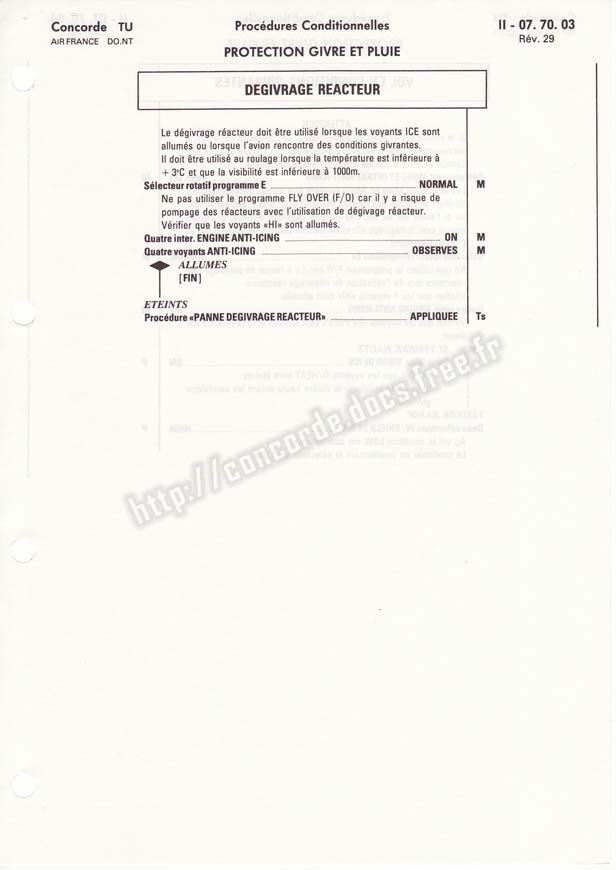 Concorde TU
Procédures Conditionnelles
II - 07. 70. 03
AIR FRANCE DO.NT
Rév. 29
PROTECTION GIVRE ET PLUIE
DEGIVRAGE REACTEUR
Le dégivrage réacteur doit être utilisé lorsque les voyants ICE sont
allumés ou lorsque l'avion rencontre des conditions givrantes.
Il doit être utilisé au roulage lorsque la température est inférieure à
+ 3°C et que la visibilité est inférieure à 1000m.
Sélecteur rotatif programme E NORMAL M
Ne pas utiliser le programme FLY OVER (F/O) car il y a risque de
pompage des réacteurs avec l'utilisation de dégivage réacteur.
Vérifier que les voyants «HI» sont allumés.
Quatre inter. ENGINE ANTI-ICING ON M
Quatre voyants ANTI-ICING OBSERVES M
ALLUMES
[FIN]
ETEINTS
Procédure «PANNE DEGIVRAGE REACTEUR» APPLIQUEE Ts
http://concorde.docs.free.fr